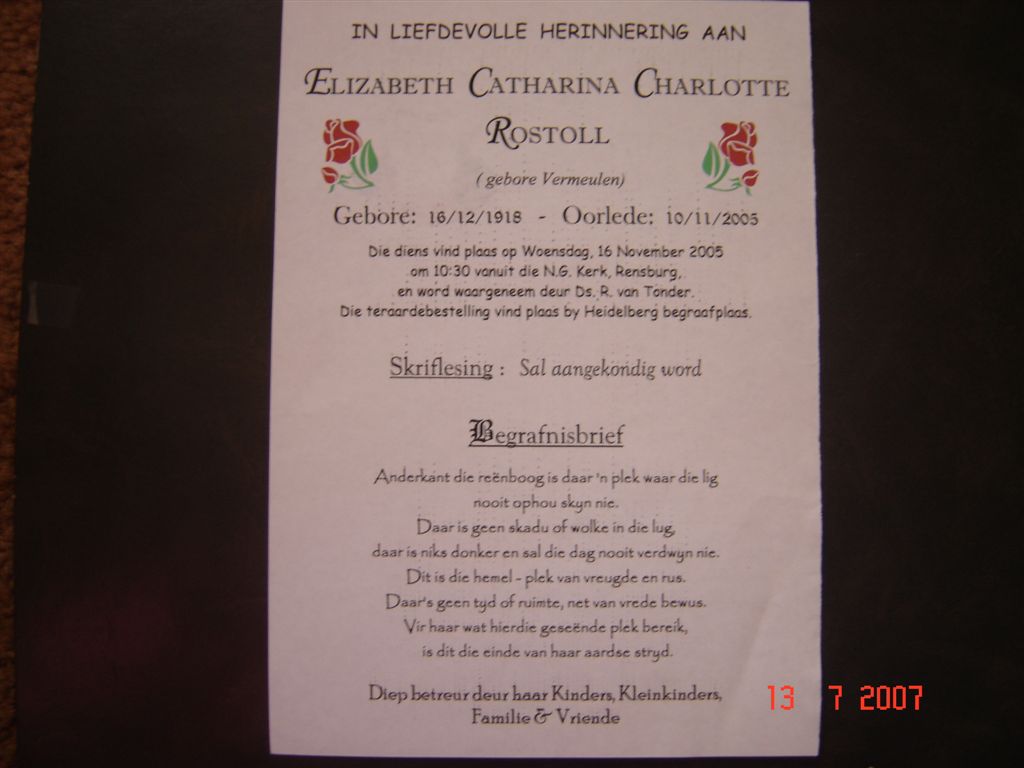 IN LIEFDEVOLLE HERINNERING AAN
ELIZABETH CATHARINA CHARLOTTE
ROSTOLL
( gebore Vermeulen)
Gebore: 16/12/1918 - Oorlede: 10/11/2005
Die diens vind plaas op Woensdag, 16 November 2005
om 10:30 vanuit die N.G. Kerk, Rensburg,
en word waargeneem deur Ds. R. van Tonder.
Die teraardebestelling vind plaas by Heidelberg begraafplaas.
Skriflesing : Sal aangekondig word
Begrafnisbrief
Anderkant die reënboog is daar 'n plek waar die lig
nooit ophou skyn nie.
Daar is geen skadu of wolke in die lug,
daar is niks donker en sal die dag nooit verdwyn nie.
Dit is die hemel - plek van vreugde en rus.
Daar's geen tyd of ruimte, net van vrede bewus.
Vir haar wat hierdie geseënde plek bereik,
is dit die einde van haar aardse stryd.
Diep betreur deur haar Kinders, Kleinkinders,
Familie & Vriende
13 7 2007